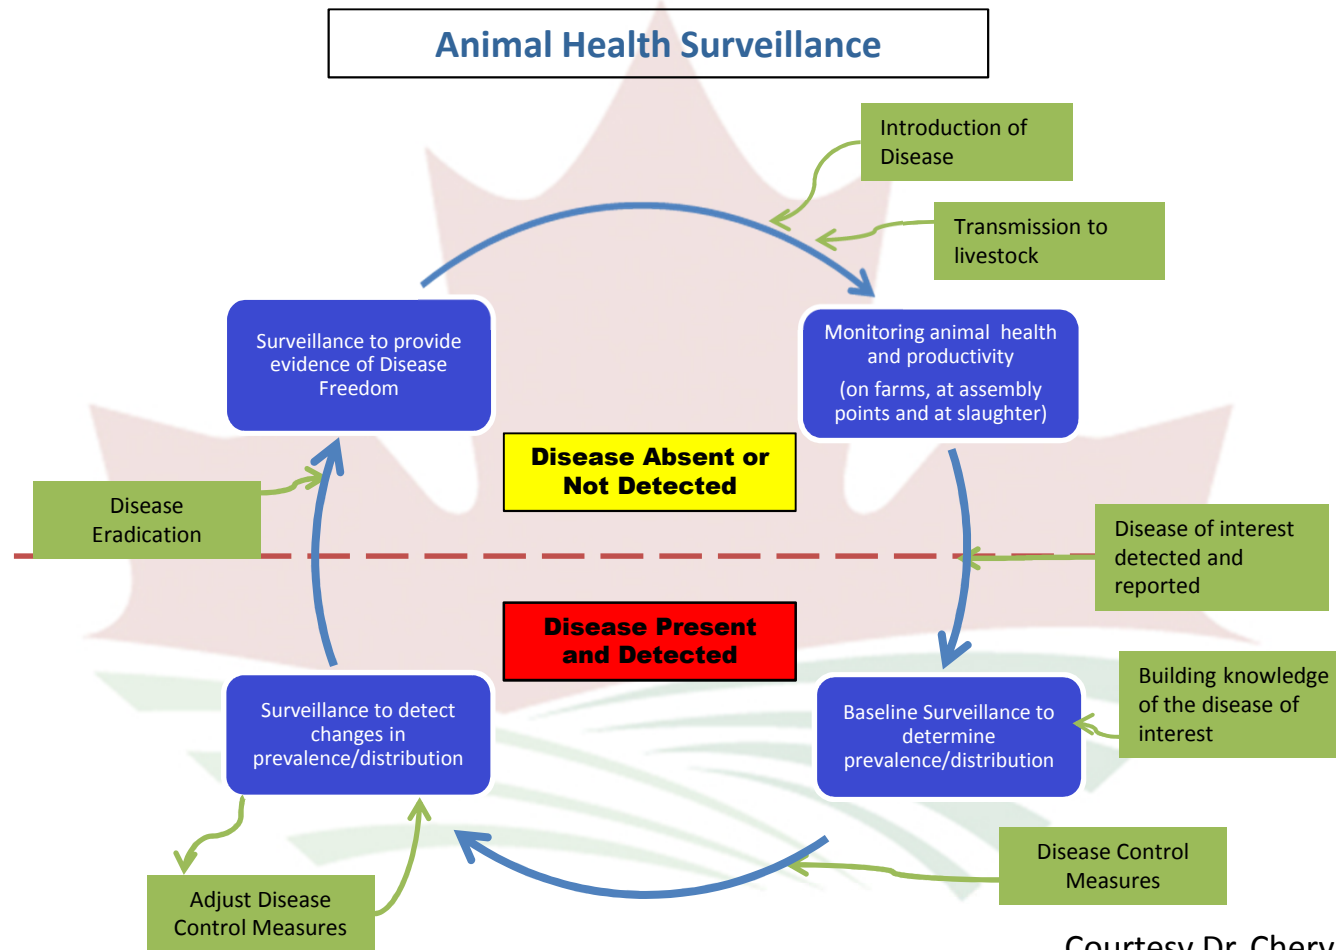 Animal Health Surveillance
Introduction of
Disease
Transmission to
livestock
Surveillance to provide
evidence of Disease
Freedom
Monitoring animal health
and productivity
(on farms, at assembly
points and at slaughter)
Disease Absent or
Not Detected
Disease
Eradication
Disease of interest
detected and
reported
Disease Present
and Detected
Building knowledge
of the disease of
interest
Surveillance to detect
changes in
prevalence/distribution
Baseline Surveillance to
determine
prevalence/distribution
Disease Control
Measures
Adjust Disease
Control Measures
Courtesy Dr. Chery